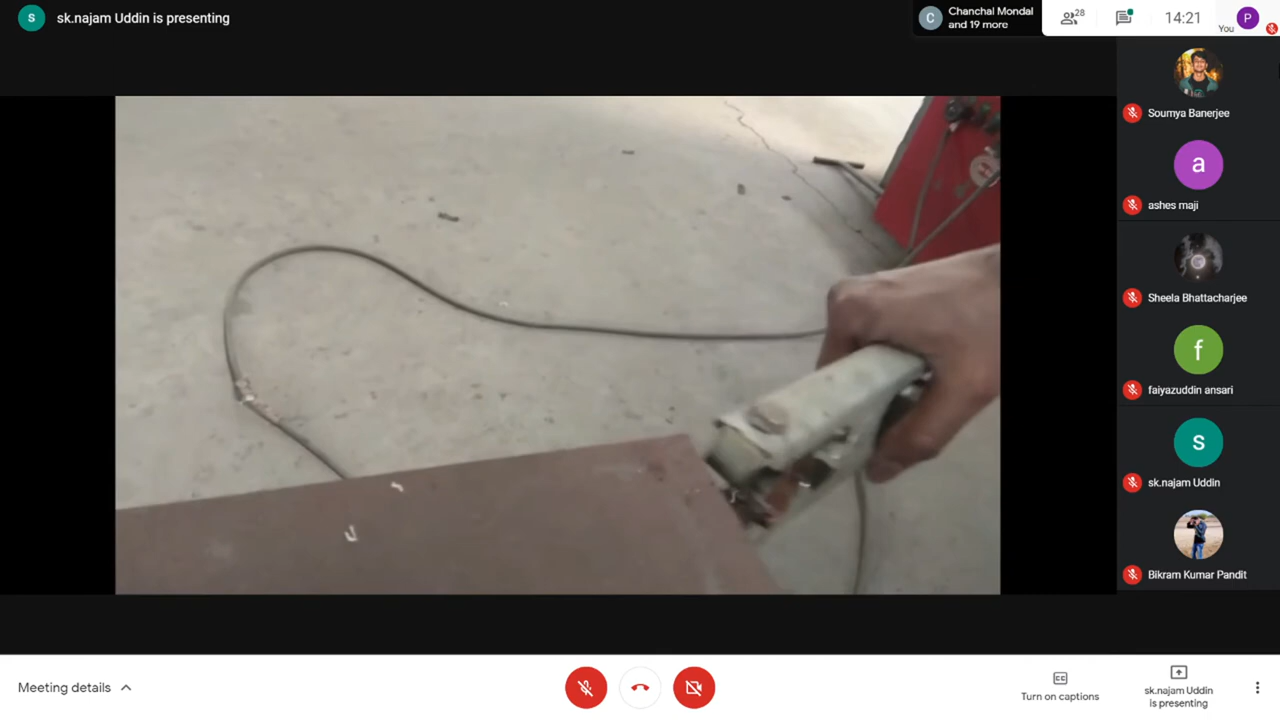 s
sk.najam Uddin is presenting
C
Chanchal Mondal
and 19 more
28
14:21
You
P
Soumya Banerjee
a
ashes maji
Sheela Bhattacharjee
f
faiyazuddin ansari
s
sk.najam Uddin
Bikram Kumar Pandit
Meeting details
CC
Turn on captions
sk.najam Uddin
is presenting